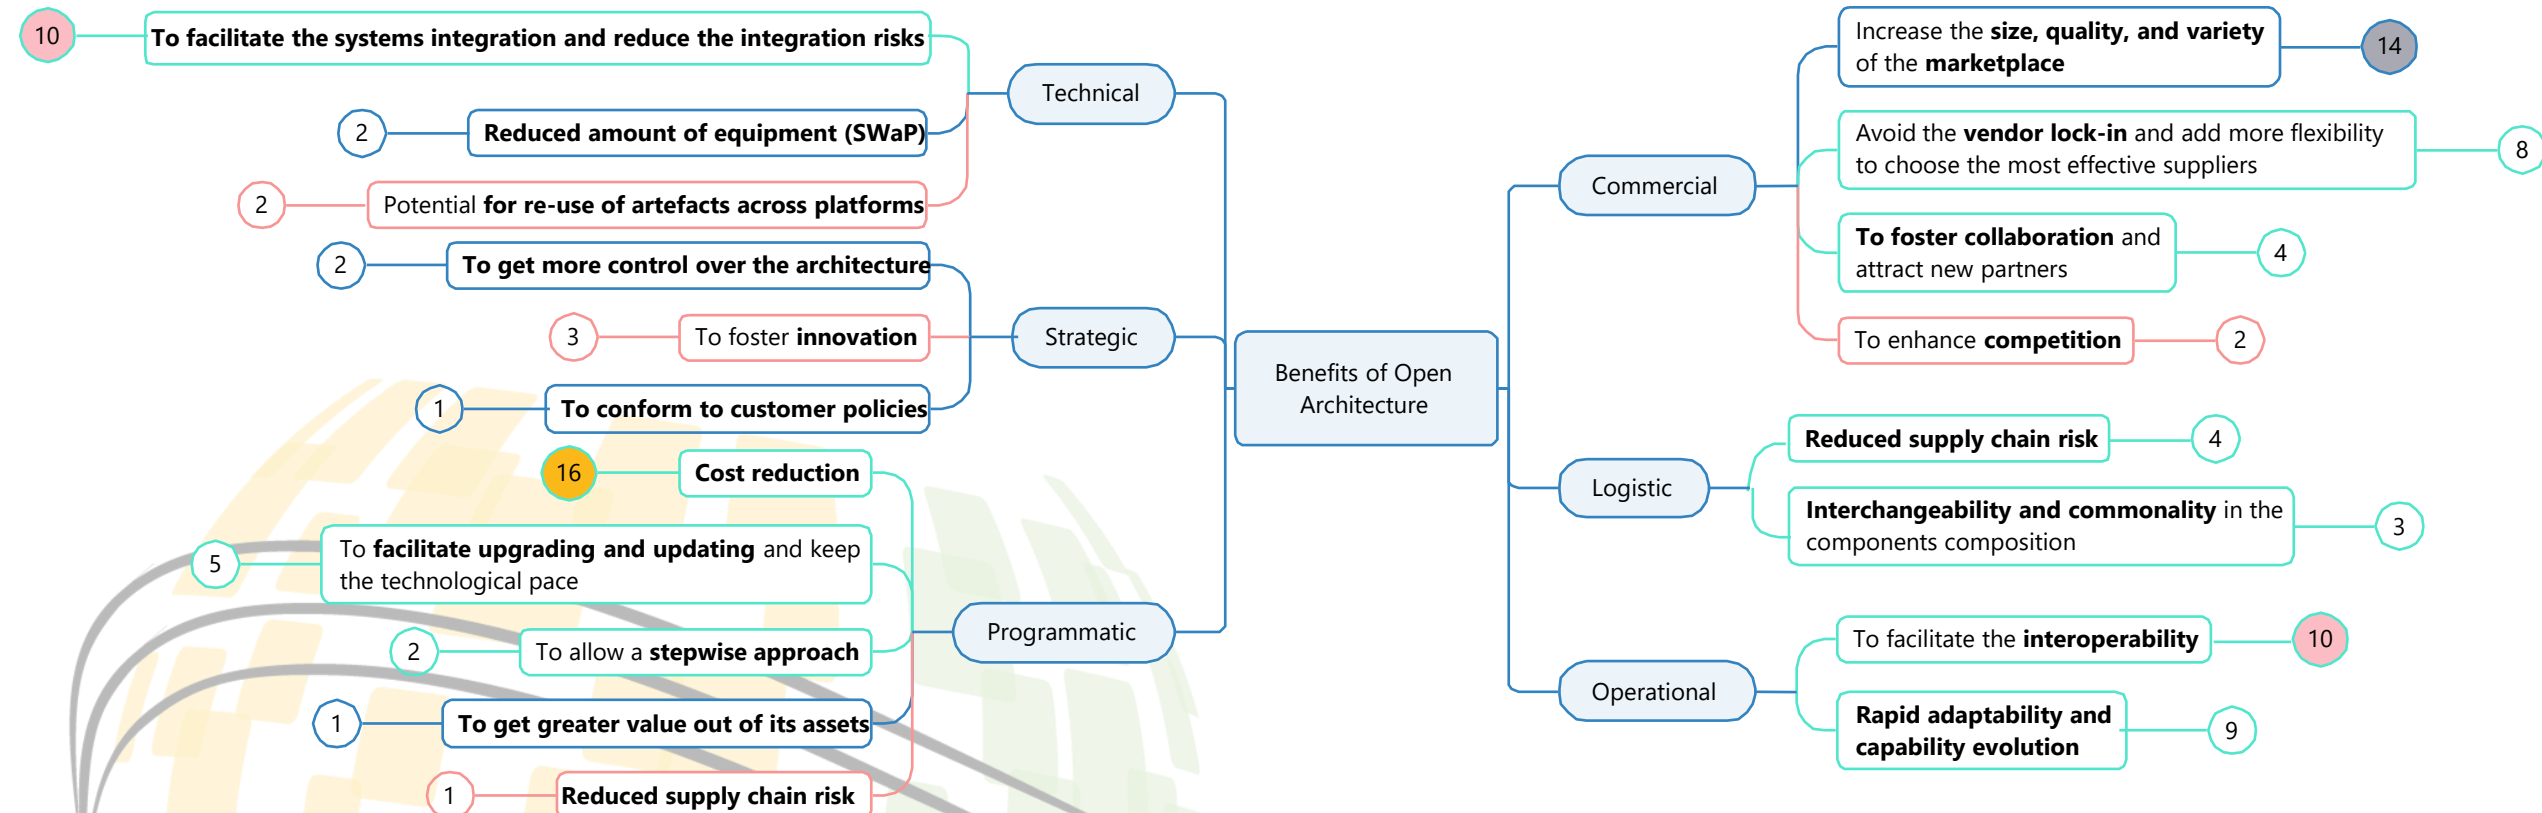 10
To facilitate the systems integration and reduce the integration risks
2
Reduced amount of equipment (SWaP)
2
Potential for re-use of artefacts across platforms
Technical
2
To get more control over the architecture
3
To foster innovation
1
To conform to customer policies
Strategic
16
Cost reduction
5
To facilitate upgrading and updating and keep
the technological pace
2
To allow a stepwise approach
1
To get greater value out of its assets
1
Reduced supply chain risk
Programmatic
Benefits of Open
Architecture
Commercial
Increase the size, quality, and variety
of the marketplace
14
Avoid the vendor lock-in and add more flexibility
to choose the most effective suppliers
8
To foster collaboration and
attract new partners
4
To enhance competition
2
Logistic
Reduced supply chain risk
4
Interchangeability and commonality in the
components composition
3
Operational
To facilitate the interoperability
10
Rapid adaptability and
capability evolution
9